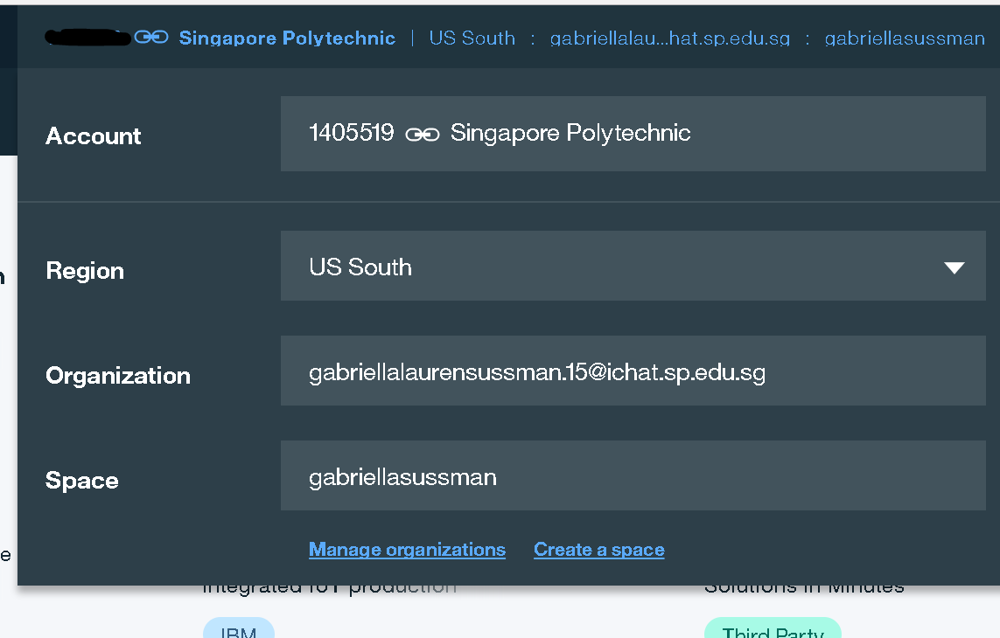 Singapore Polytechnic | US South : gabriellalau...hat.sp.edu.sg : gabriellasussman
Account
1405519 Singapore Polytechnic
Region
US South
Organization
gabriellalaurensussman.15@ichat.sp.edu.sg
Space
gabriellasussman
Manage organizations Create a space
Integrated IoT production
Solutions in Minutes
IBM
Third Party